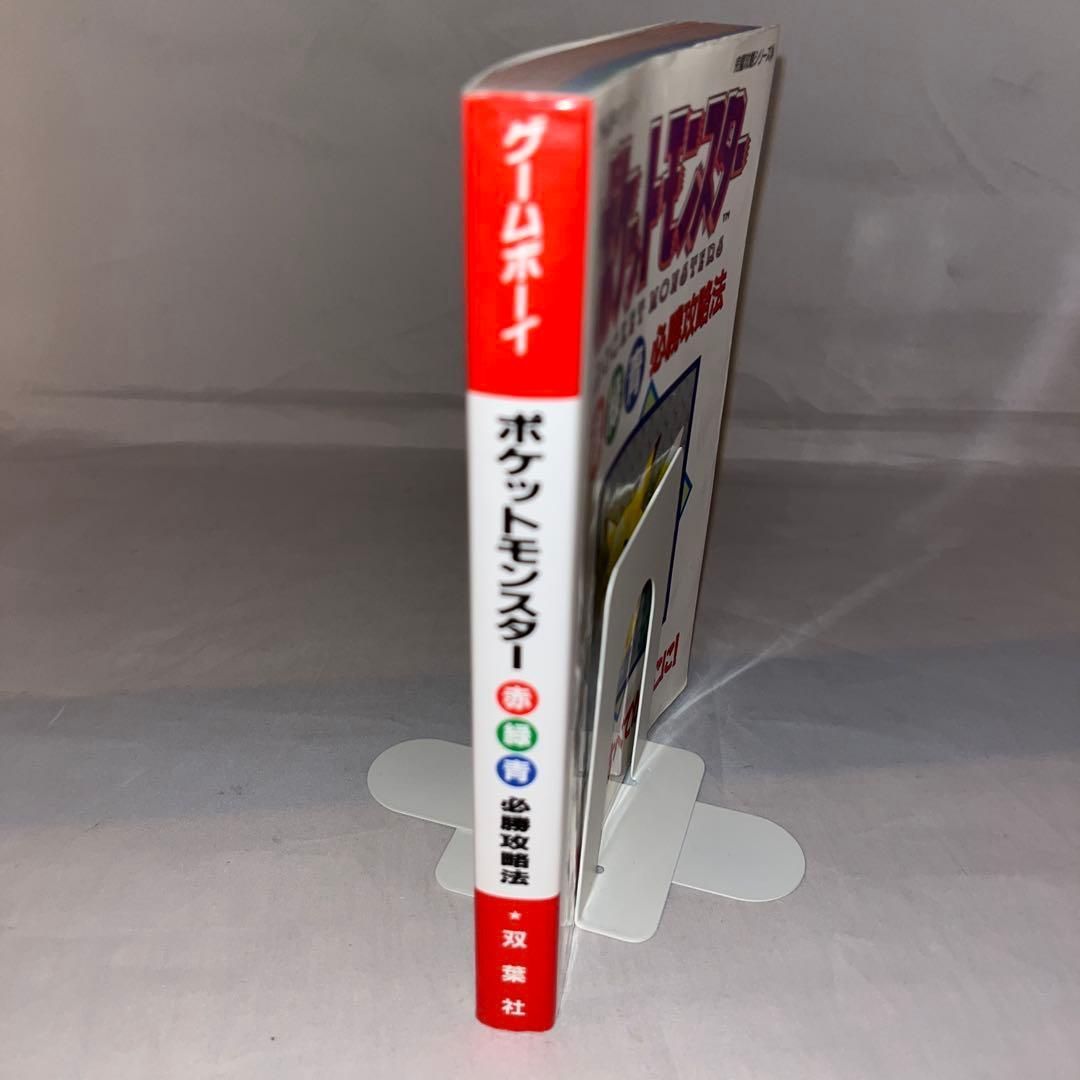 ゲームボーイ
ポケットモンスター
赤
緑
青
必勝攻略法
★
双葉社
ケットモンスター
TM
MONSTERS
青
必勝攻略法